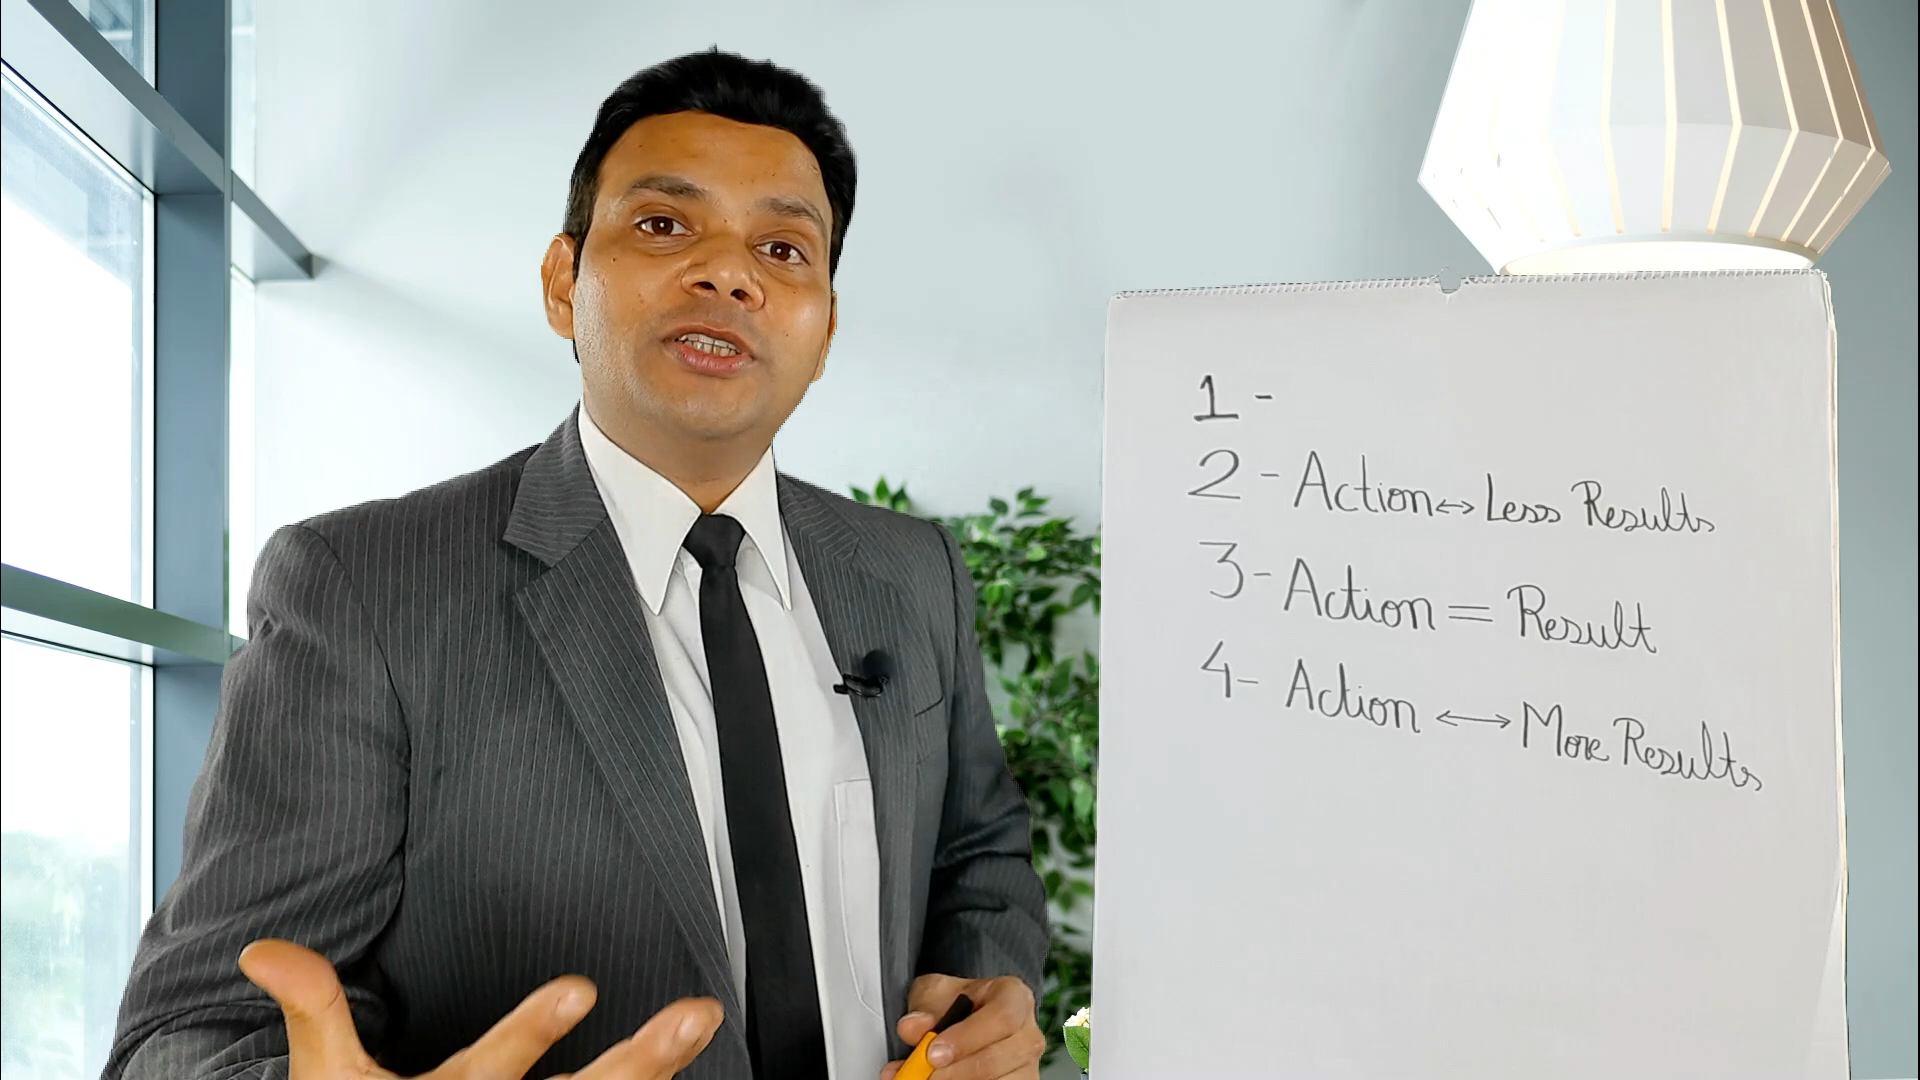 1 -
2 - Action ↔ Less Results
3 - Action = Result
4 - Action ↔ More Results